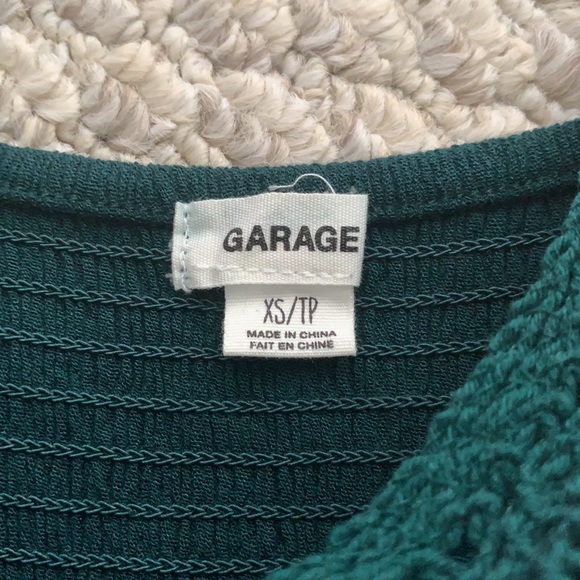 GARAGE
XS/TP
MADE IN CHINA
FAIT EN CHINE